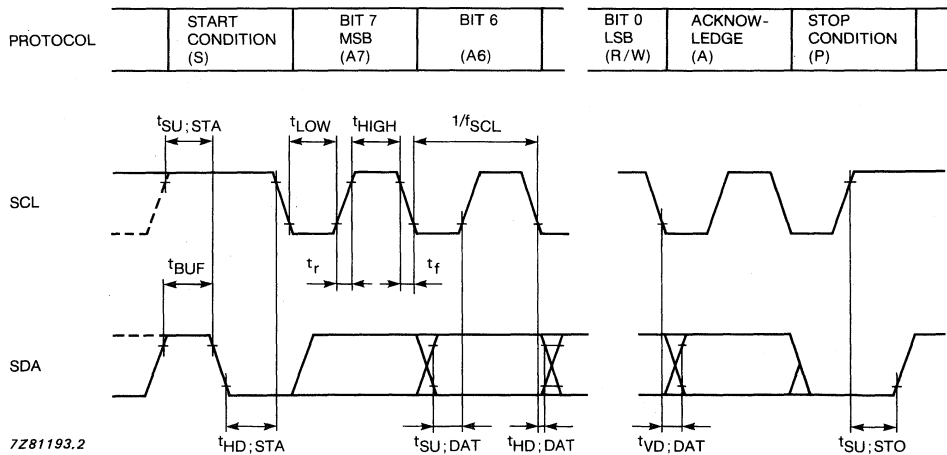 PROTOCOL
START
CONDITION
(S)
BIT 7
MSB
(A7)
BIT 6
(A6)
BIT 0
LSB
(R/W)
ACKNOW-
LEDGE
(A)
STOP
CONDITION
(P)
tSU;STA
tLOW
tHIGH
1/fSCL
SCL
tBUF
tr
tf
SDA
tHD;STA
tSU;DAT
tHD;DAT
tVD;DAT
tSU;STO
7Z81193.2